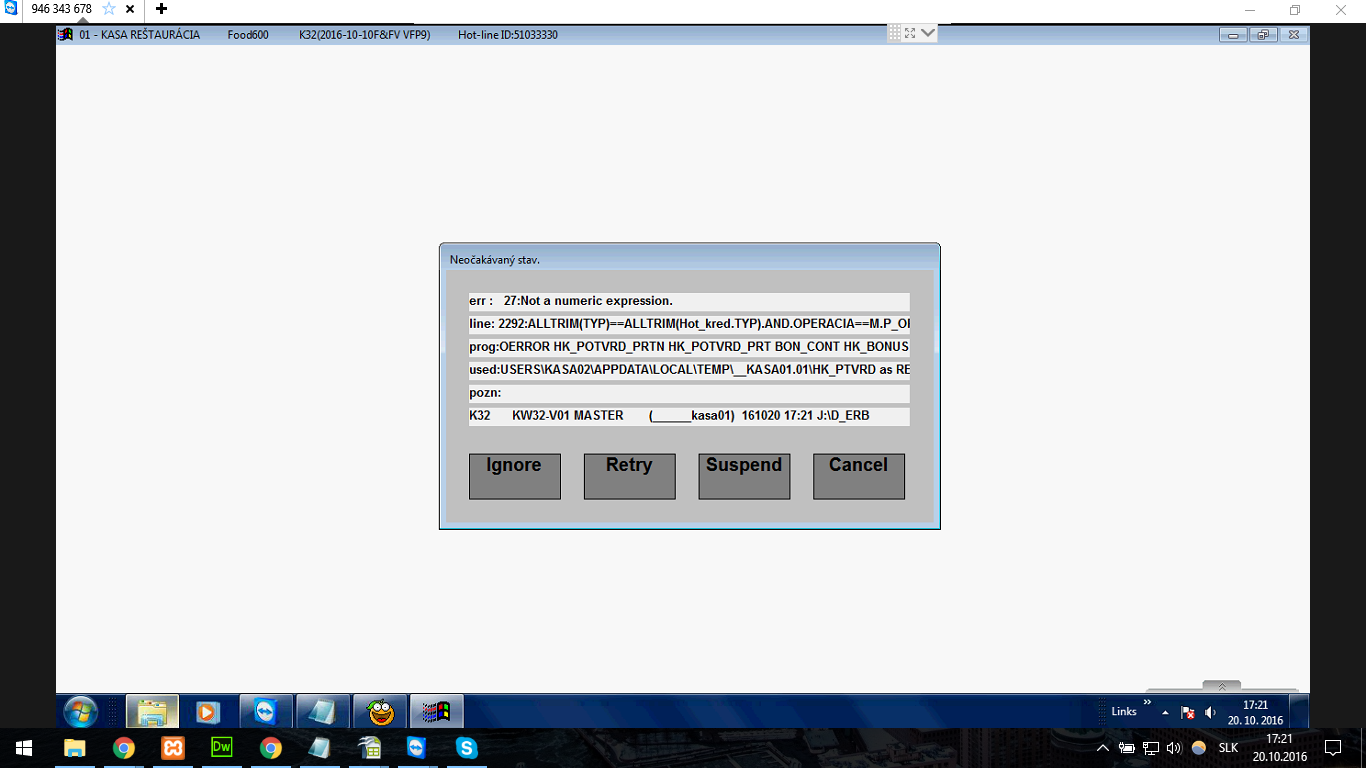 946 343 678
01 - KASA REŠTAURÁCIA Food600 K32(2016-10-10F&FV VFP9) Hot-line ID:51033330
Neočakávaný stav.
err : 27:Not a numeric expression.
line: 2292:ALLTRIM(TYP)==ALLTRIM(Hot_kred.TYP).AND.OPERACIA==M.P_O
prog:OERROR HK_POTVRD_PRTN HK_POTVRD_PRT BON_CONT HK_BONUS
used:USERS\KASA02\APPDATA\LOCAL\TEMP\__KASA01.01\HK_PTVRD as RE
pozn:
K32 KW32-V01 MASTER (______kasa01) 161020 17:21 J:\D_ERB
Ignore Retry Suspend Cancel
Links
17:21
20. 10. 2016
Dw
SLK
17:21
20.10.2016